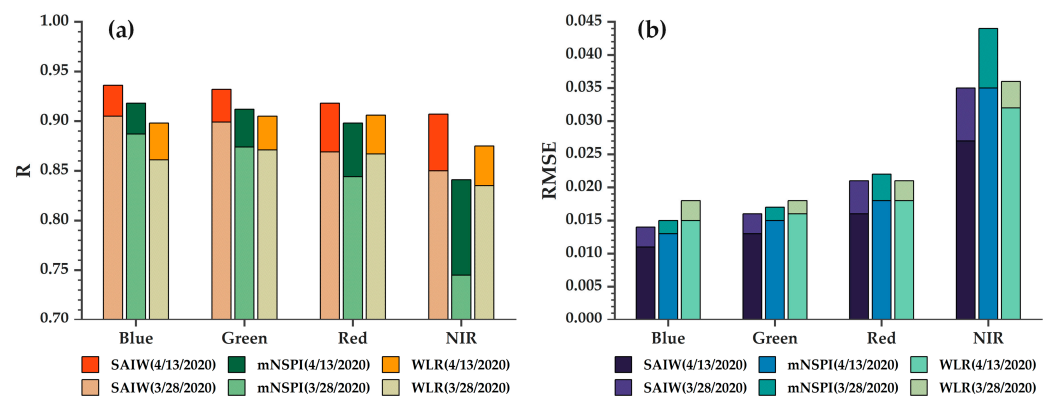 (a)
1.00
0.95
0.90
0.85
0.80
0.75
0.70
R
Blue Green Red NIR
SAIW(4/13/2020) mNSPI(4/13/2020) WLR(4/13/2020)
SAIW(3/28/2020) mNSPI(3/28/2020) WLR(3/28/2020)
(b)
0.045
0.040
0.035
0.030
0.025
0.020
0.015
0.010
0.005
0.000
RMSE
Blue Green Red NIR
SAIW(4/13/2020) mNSPI(4/13/2020) WLR(4/13/2020)
SAIW(3/28/2020) mNSPI(3/28/2020) WLR(3/28/2020)